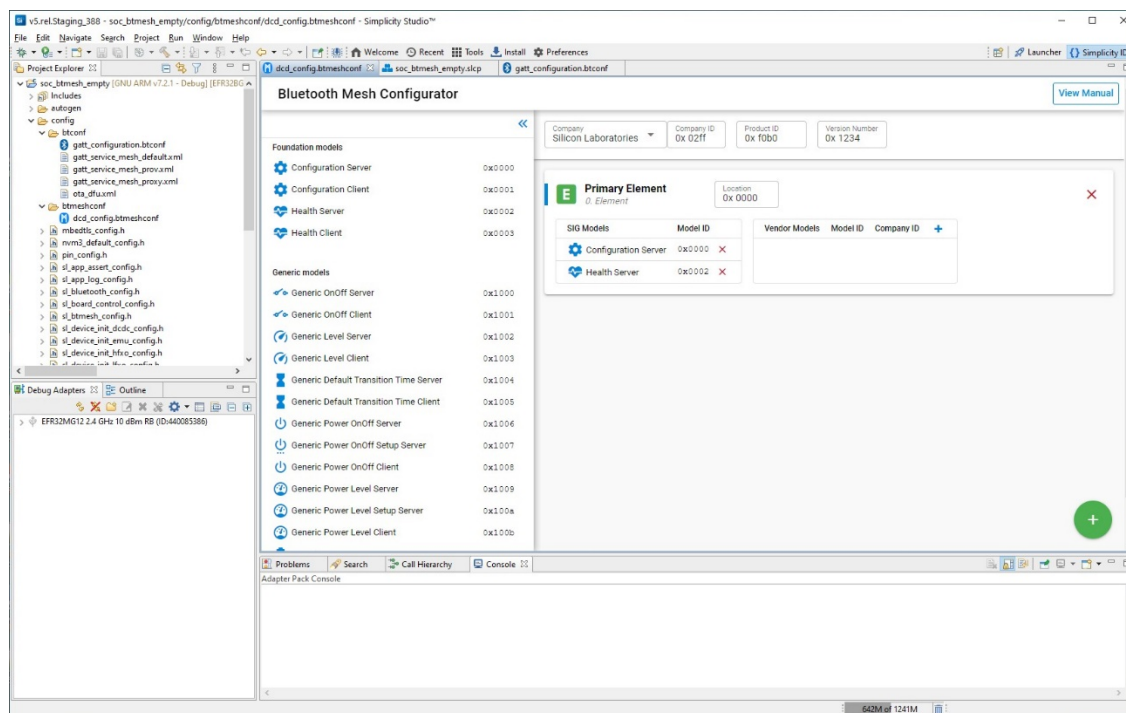 v5.rel.Staging_388 - soc_btmesh_empty/config/btmeshconf/dcd_config.btmeshconf - Simplicity Studio™
File Edit Navigate Search Project Run Window Help
Welcome Recent Tools Install Preferences
Launcher {} Simplicity ID
Project Explorer
dcd_config.btmeshconf soc_btmesh_empty.slcp gatt_configuration.btconf
soc_btmesh_empty [GNU ARM v7.2.1 - Debug] [EFR32BG
Includes
autogen
config
btconf
gatt_configuration.btconf
gatt_service_mesh_default.xml
gatt_service_mesh_prov.xml
gatt_service_mesh_proxy.xml
ota_dfu.xml
btmeshconf
dcd_config.btmeshconf
mbedtls_config.h
nvm3_default_config.h
pin_config.h
sl_app_assert_config.h
sl_app_log_config.h
sl_bluetooth_config.h
sl_board_control_config.h
sl_btmesh_config.h
sl_device_init_dcdc_config.h
sl_device_init_emu_config.h
sl_device_init_hfxo_config.h
Debug Adapters Outline
EFR32MG12 2.4 GHz 10 dBm RB (ID:440085386)
Bluetooth Mesh Configurator
View Manual
Foundation models
Configuration Server 0x0000
Configuration Client 0x0001
Health Server 0x0002
Health Client 0x0003
Generic models
Generic OnOff Server 0x1000
Generic OnOff Client 0x1001
Generic Level Server 0x1002
Generic Level Client 0x1003
Generic Default Transition Time Server 0x1004
Generic Default Transition Time Client 0x1005
Generic Power OnOff Server 0x1006
Generic Power OnOff Setup Server 0x1007
Generic Power OnOff Client 0x1008
Generic Power Level Server 0x1009
Generic Power Level Setup Server 0x100a
Generic Power Level Client 0x100b
Company Company ID Product ID Version Number
Silicon Laboratories 0x 02ff 0x f0b0 0x 1234
E Primary Element
0. Element
Location
0x 0000
SIG Models Model ID
Configuration Server 0x0000
Health Server 0x0002
Vendor Models Model ID Company ID
Problems Search Call Hierarchy Console
Adapter Pack Console
642M of 1241M